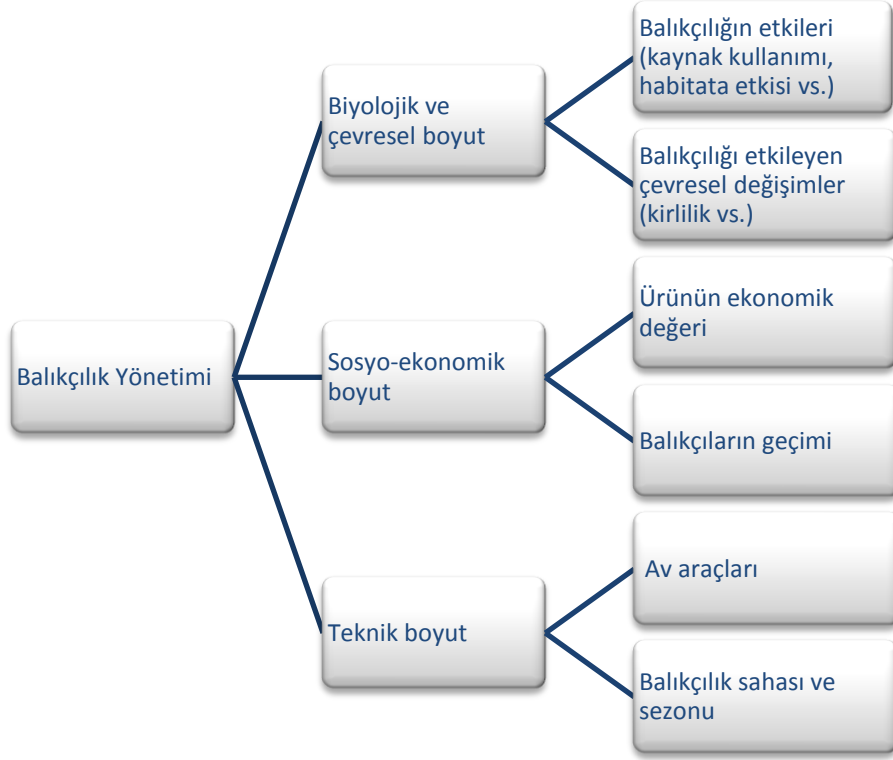 Balıkçılık Yönetimi
Biyolojik ve
çevresel boyut
Balıkçılığın etkileri
(kaynak kullanımı,
habitata etkisi vs.)
Balıkçılığı etkileyen
çevresel değişimler
(kirlilik vs.)
Sosyo-ekonomik
boyut
Ürünün ekonomik
değeri
Balıkçıların geçimi
Teknik boyut
Av araçları
Balıkçılık sahası ve
sezonu